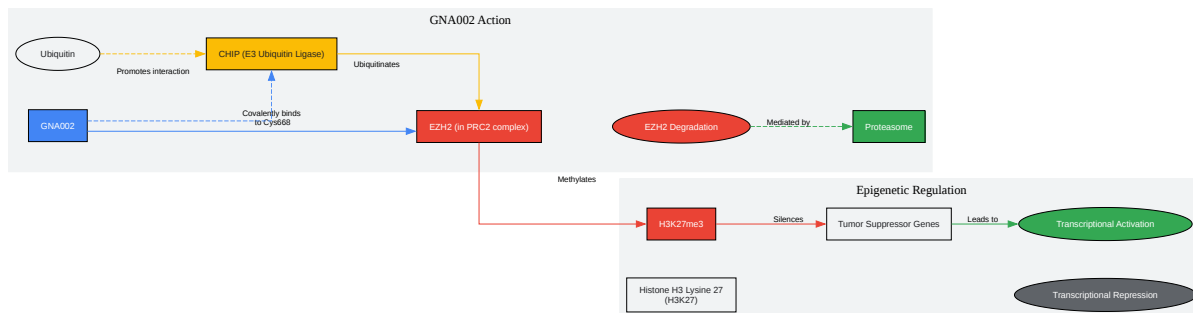 GNA002 Action
Ubiquitin
CHIP (E3 Ubiquitin Ligase)
Promotes interaction
Ubiquitinates
GNA002
Covalently binds
to Cys668
EZH2 (in PRC2 complex)
EZH2 Degradation
Mediated by
Proteasome
Methylates
Epigenetic Regulation
H3K27me3
Silences
Tumor Suppressor Genes
Leads to
Transcriptional Activation
Histone H3 Lysine 27
(H3K27)
Transcriptional Repression